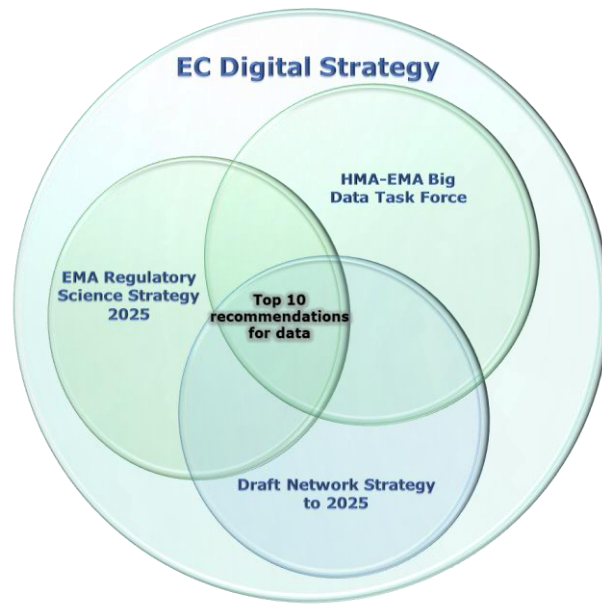 EC Digital Strategy
HMA-EMA Big
Data Task Force
EMA Regulatory
Science Strategy
2025
Top 10
recommendations
for data
Draft Network Strategy
to 2025